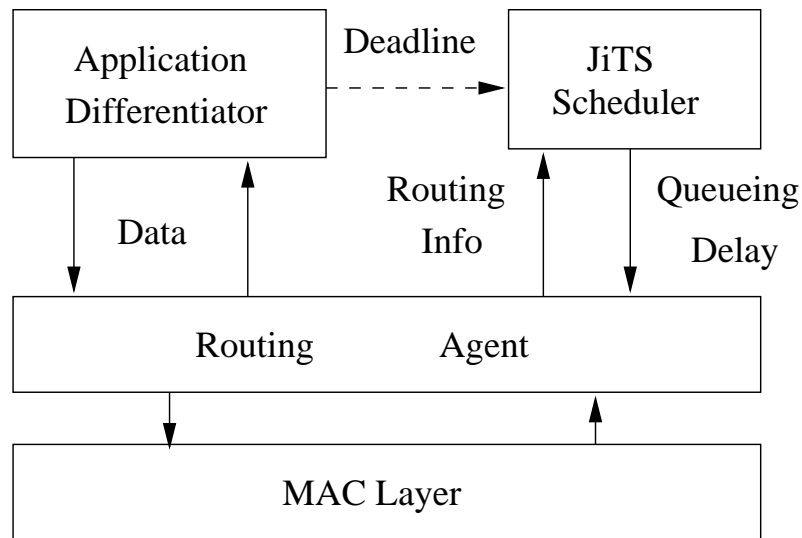 Application
Differentiator
Deadline
JiTS
Scheduler
Data
Routing
Info
Queueing
Delay
Routing Agent
MAC Layer